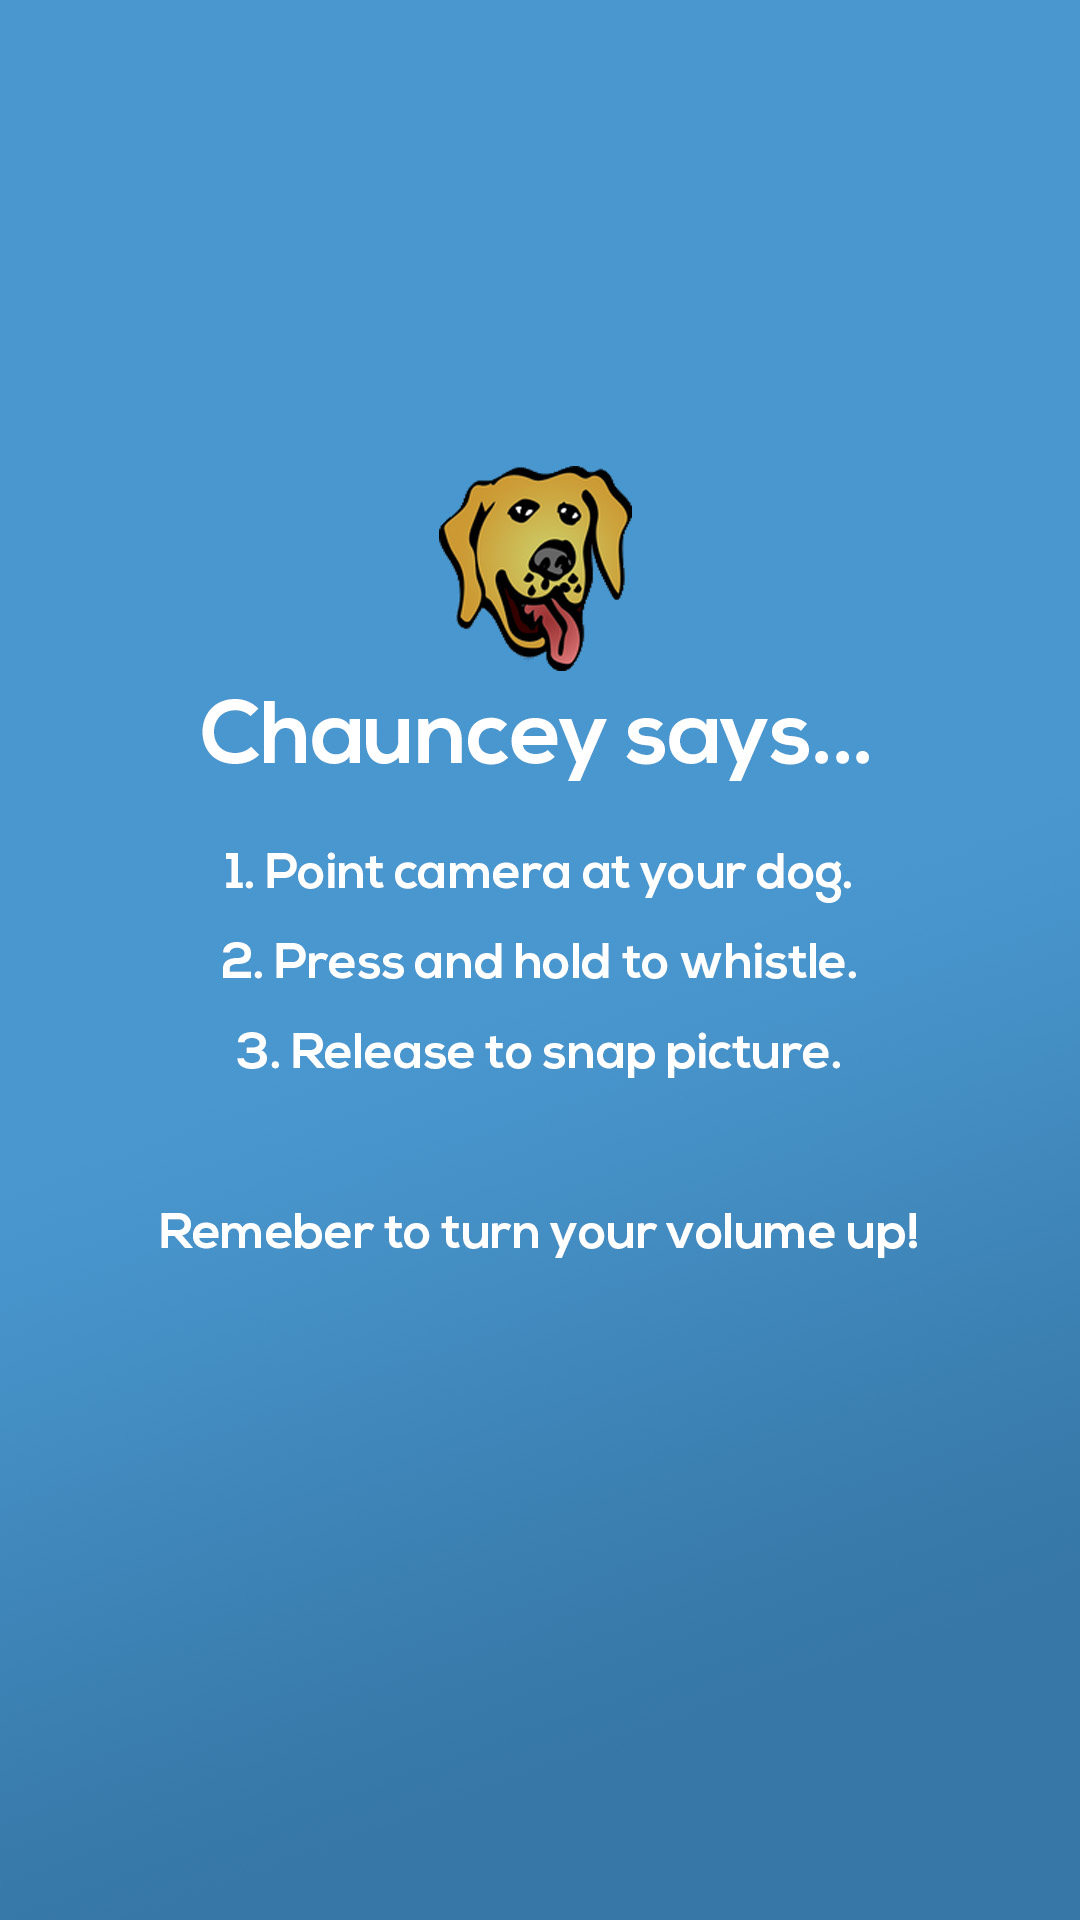 Chauncey says...
1. Point camera at your dog.
2. Press and hold to whistle.
3. Release to snap picture.
Remeber to turn your volume up!